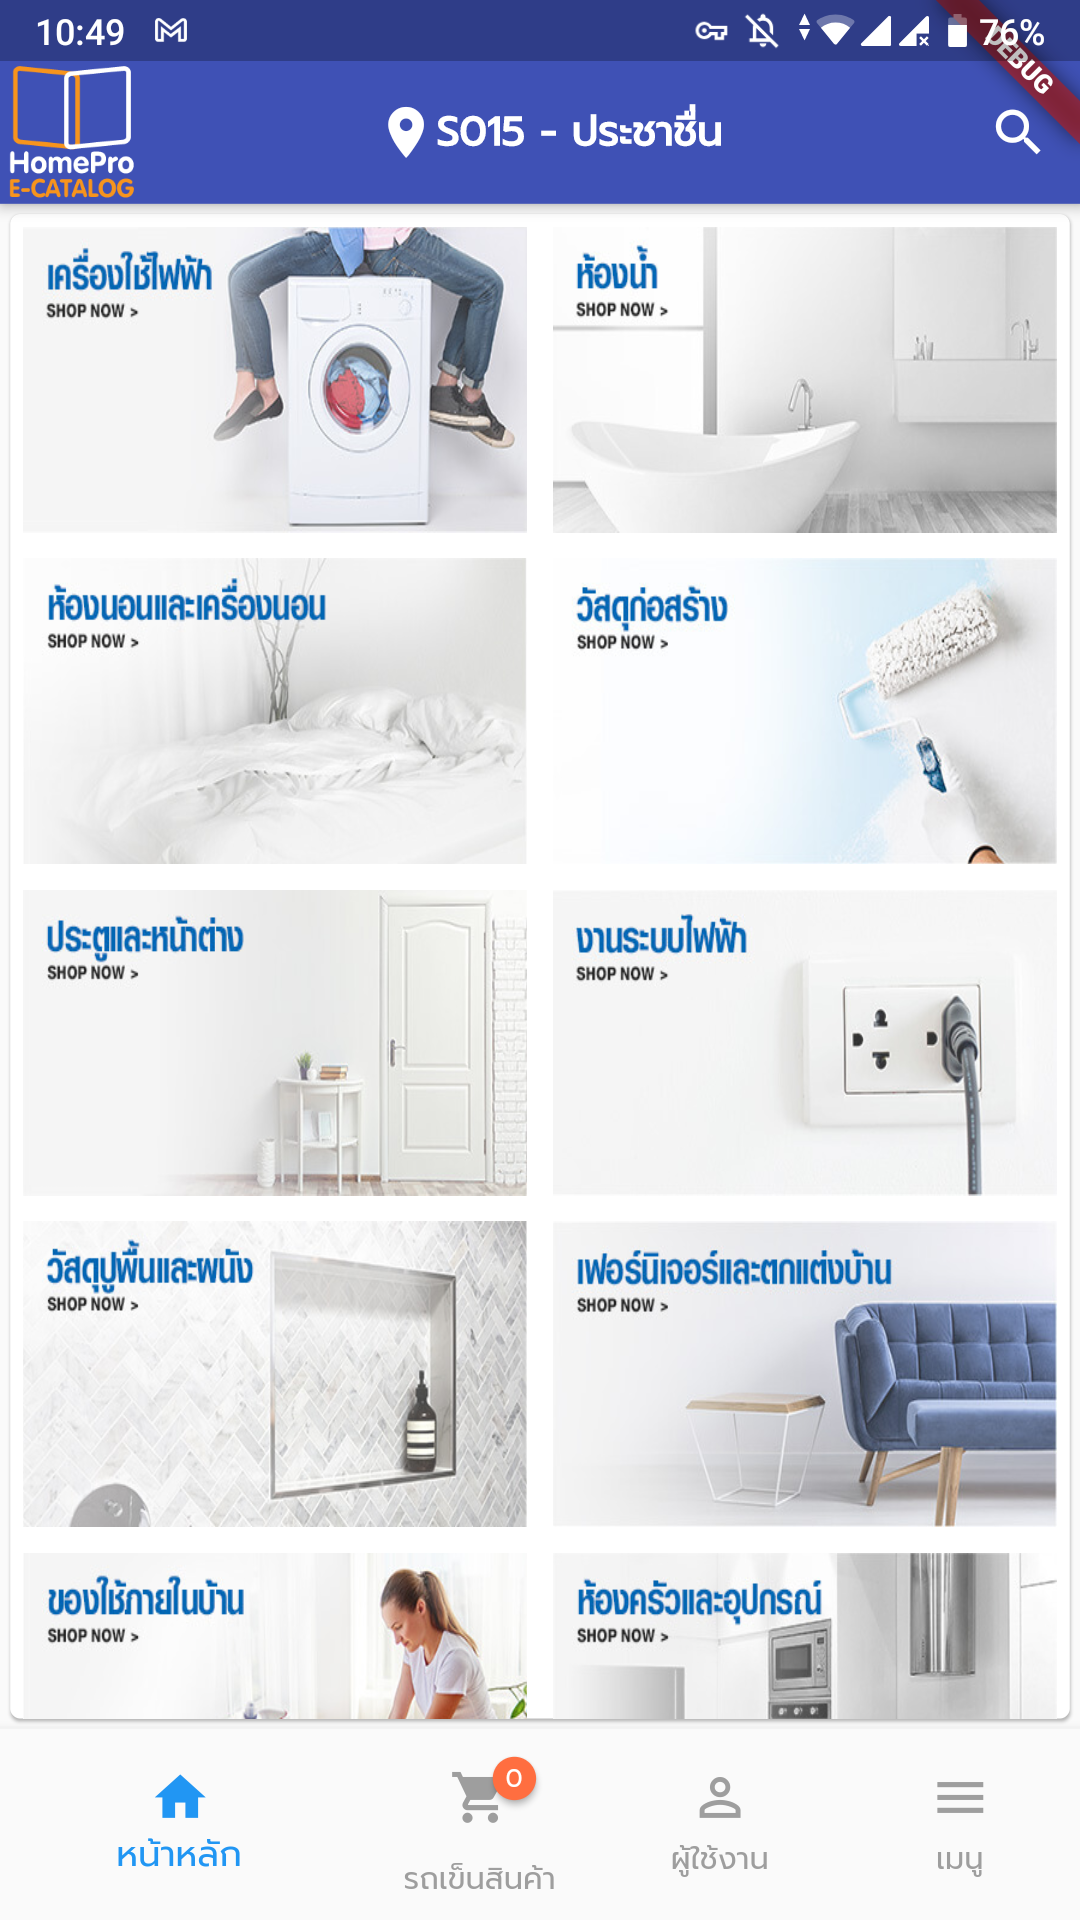 10:49
76%
DEBUG
HomePro
E-CATALOG
S015 - ประชาชื่น
เครื่องใช้ไฟฟ้า
SHOP NOW >
ห้องน้ำ
SHOP NOW >
ห้องนอนและเครื่องนอน
SHOP NOW >
วัสดุก่อสร้าง
SHOP NOW >
ประตูและหน้าต่าง
SHOP NOW >
งานระบบไฟฟ้า
SHOP NOW >
วัสดุปูพื้นและผนัง
SHOP NOW >
เฟอร์นิเจอร์และตกแต่งบ้าน
SHOP NOW >
ของใช้ภายในบ้าน
SHOP NOW >
ห้องครัวและอุปกรณ์
SHOP NOW >
หน้าหลัก
0
รถเข็นสินค้า
ผู้ใช้งาน
เมนู